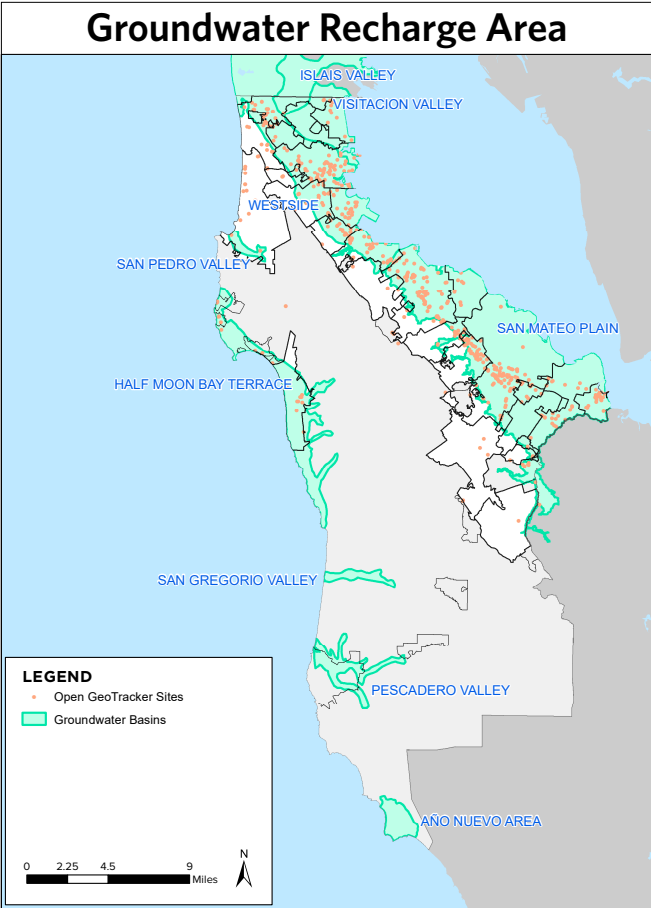 Groundwater Recharge Area
ISLAIS VALLEY
VISITACION VALLEY
WESTSIDE
SAN PEDRO VALLEY
SAN MATEO PLAIN
HALF MOON BAY TERRACE
SAN GREGORIO VALLEY
PESCADERO VALLEY
AÑO NUEVO AREA
LEGEND
Open GeoTracker Sites
Groundwater Basins
0 2.25 4.5 9
Miles
N